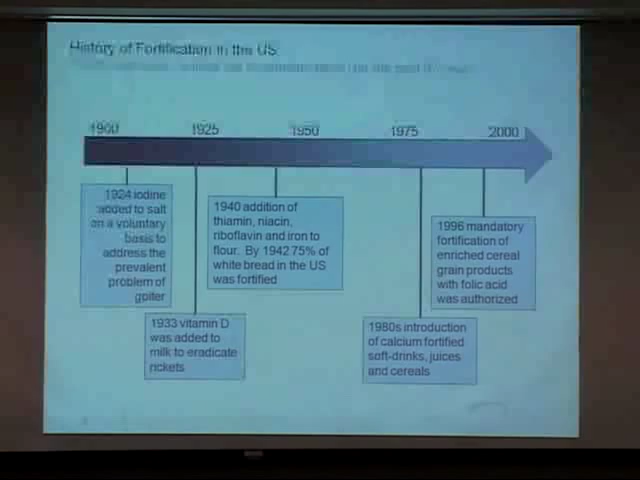 History of Fortification in the US
1900
1925
1950
1975
2000
1924 iodine
added to salt
on a voluntary
basis to
address the
prevalent
problem of
goiter
1940 addition of
thiamin, niacin,
riboflavin and iron to
flour. By 1942 75% of
white bread in the US
was fortified
1996 mandatory
fortification of
enriched cereal
grain products
with folic acid
was authorized
1933 vitamin D
was added to
milk to eradicate
rickets
1980s introduction
of calcium fortified
soft-drinks, juices
and cereals